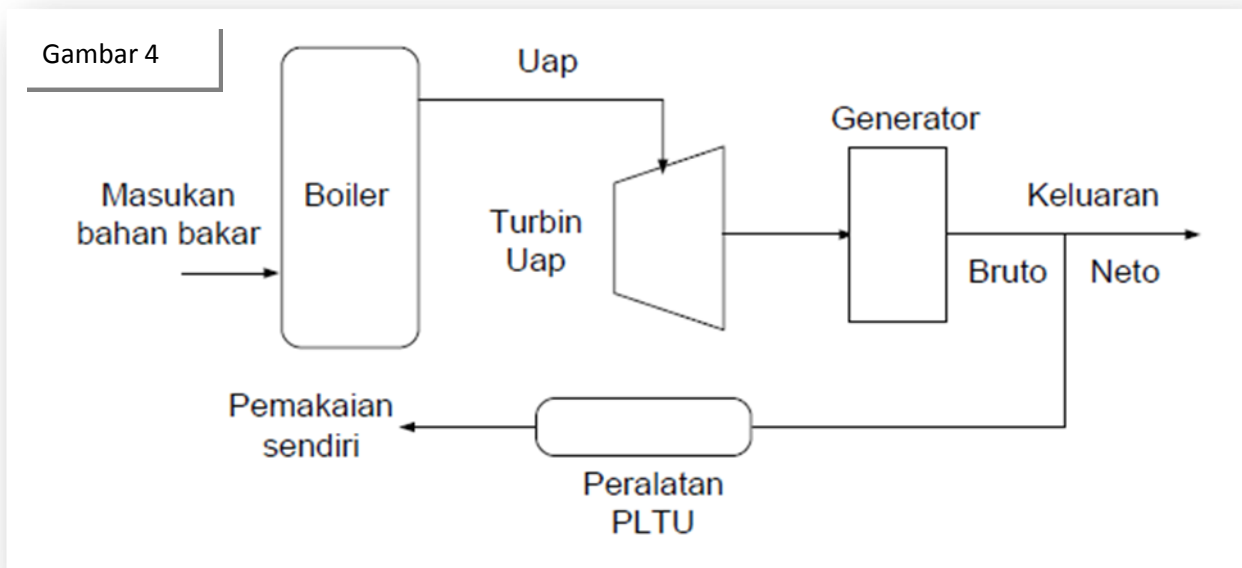 Gambar 4
Uap
Generator
Masukan
bahan bakar
Boiler
Turbin
Uap
Keluaran
Bruto
Neto
Pemakaian
sendiri
Peralatan
PLTU